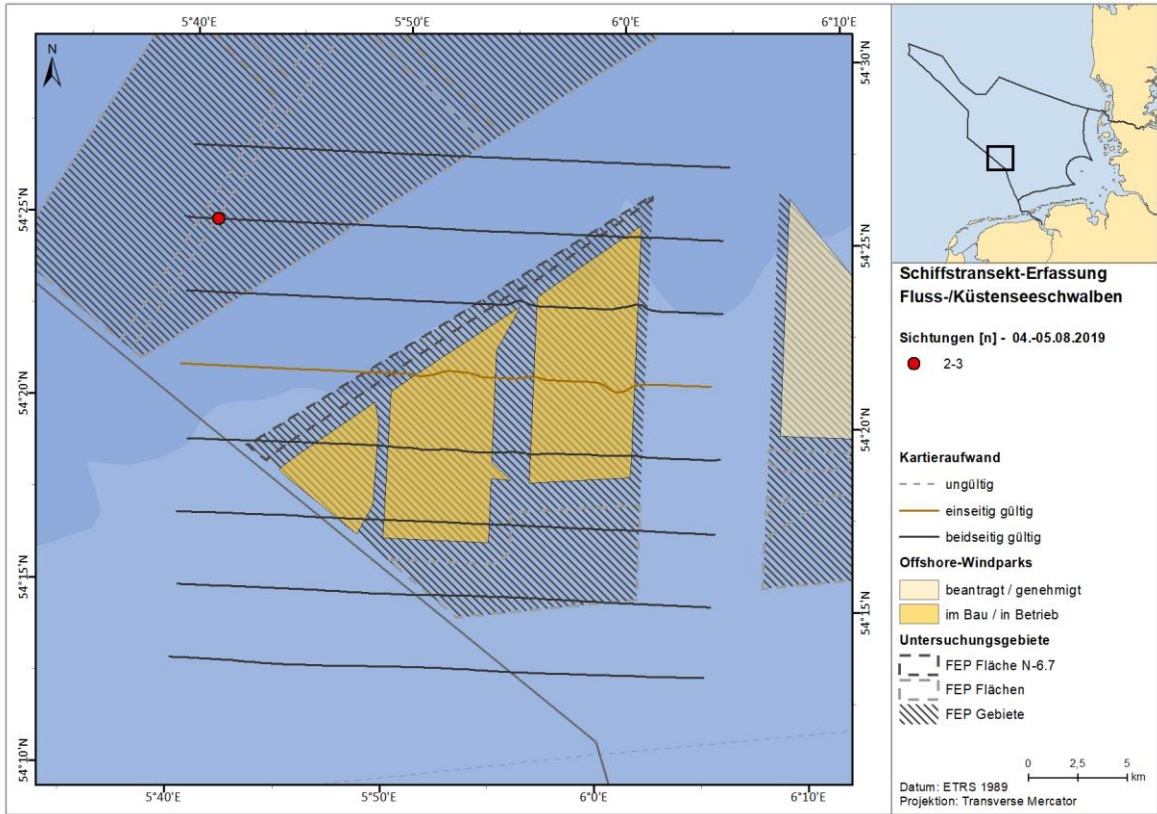 5°40'E 5°50'E 6°0'E 6°10'E
N
54°30'N
54°25'N
54°25'N
54°20'N
54°20'N
54°15'N
54°15'N
54°10'N
5°40'E 5°50'E 6°0'E 6°10'E
Schiffstransekt-Erfassung
Fluss-/Küstenseeschwalben
Sichtungen [n] - 04.-05.08.2019
2-3
Kartieraufwand
ungültig
einseitig gültig
beidseitig gültig
Offshore-Windparks
beantragt / genehmigt
im Bau / in Betrieb
Untersuchungsgebiete
FEP Fläche N-6.7
FEP Flächen
FEP Gebiete
0 2,5 5
km
Datum: ETRS 1989
Projektion: Transverse Mercator